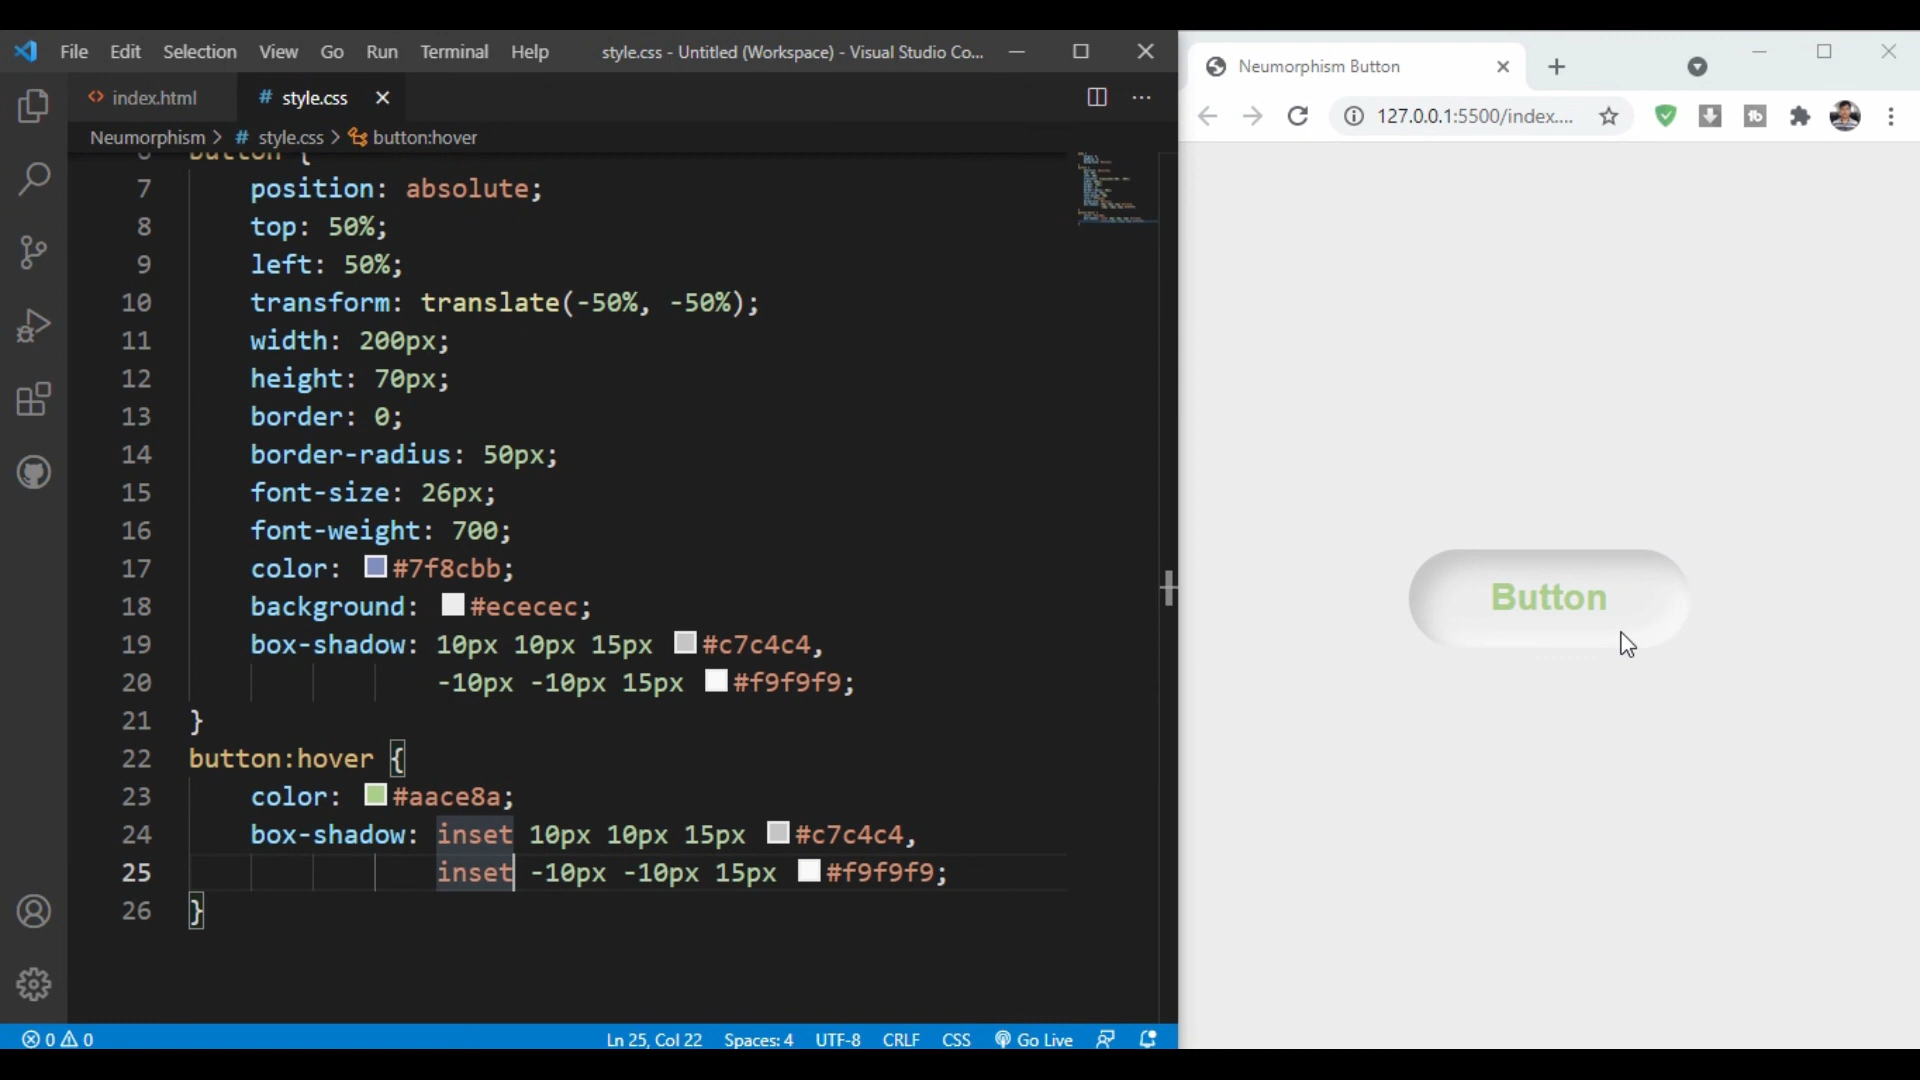 File Edit Selection View Go Run Terminal Help style.css - Untitled (Workspace) - Visual Studio Co...
index.html # style.css
Neumorphism > # style.css > button:hover
6 button {
7 position: absolute;
8 top: 50%;
9 left: 50%;
10 transform: translate(-50%, -50%);
11 width: 200px;
12 height: 70px;
13 border: 0;
14 border-radius: 50px;
15 font-size: 26px;
16 font-weight: 700;
17 color: #7f8cbb;
18 background: #ececec;
19 box-shadow: 10px 10px 15px #c7c4c4,
20 -10px -10px 15px #f9f9f9;
21 }
22 button:hover {
23 color: #aace8a;
24 box-shadow: inset 10px 10px 15px #c7c4c4,
25 inset -10px -10px 15px #f9f9f9;
26 }
0 0 Ln 25, Col 22 Spaces: 4 UTF-8 CRLF CSS Go Live
Neumorphism Button
127.0.0.1:5500/index....
Button